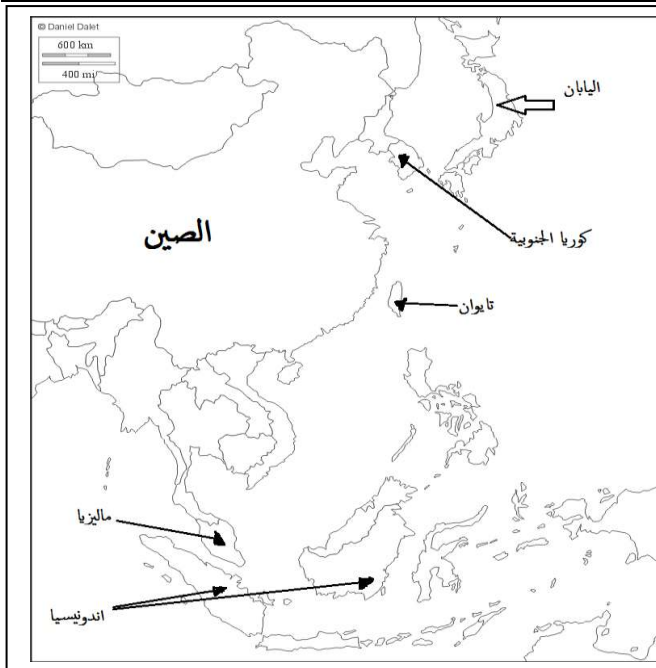 © Daniel Dalet
600 km
400 mi
اليابان
كوريا الجنوبية
الصين
تايوان
ماليزيا
اندونيسيا